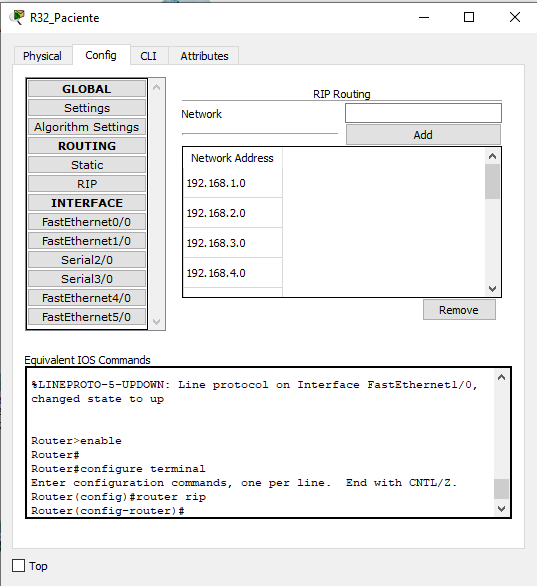 R32_Paciente
Physical Config CLI Attributes
GLOBAL
Settings
Algorithm Settings
ROUTING
Static
RIP
INTERFACE
FastEthernet0/0
FastEthernet1/0
Serial2/0
Serial3/0
FastEthernet4/0
FastEthernet5/0
RIP Routing
Network
Add
Network Address
192.168.1.0
192.168.2.0
192.168.3.0
192.168.4.0
Remove
Equivalent IOS Commands
%LINEPROTO-5-UPDOWN: Line protocol on Interface FastEthernet1/0,
changed state to up
Router>enable
Router#
Router#configure terminal
Enter configuration commands, one per line.  End with CNTL/Z.
Router(config)#router rip
Router(config-router)#
Top